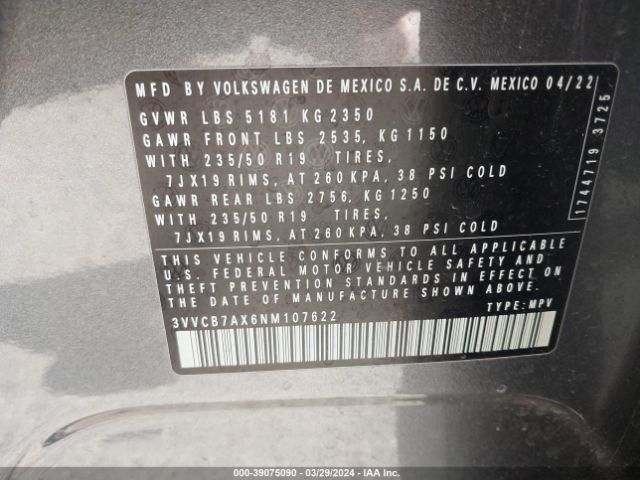 MFD BY VOLKSWAGEN DE MEXICO S.A. DE C.V. MEXICO 04/22
GVWR LBS 5181 KG 2350
GAWR FRONT LBS 2535, KG 1150
WITH 235/50 R19 TIRES,
7JX19 RIMS, AT 260 KPA, 38 PSI COLD
GAWR REAR LBS 2756, KG 1250
WITH 235/50 R19 TIRES,
7JX19 RIMS, AT 260 KPA, 38 PSI COLD
THIS VEHICLE CONFORMS TO ALL APPLICABLE
U.S. FEDERAL MOTOR VEHICLE SAFETY AND
THEFT PREVENTION STANDARDS IN EFFECT ON
THE DATE OF MANUFACTURE SHOWN ABOVE.
3VVCB7AX6NM107622 TYPE: MPV
1744719 3725
000-39075090 - 03/29/2024 - IAA Inc.